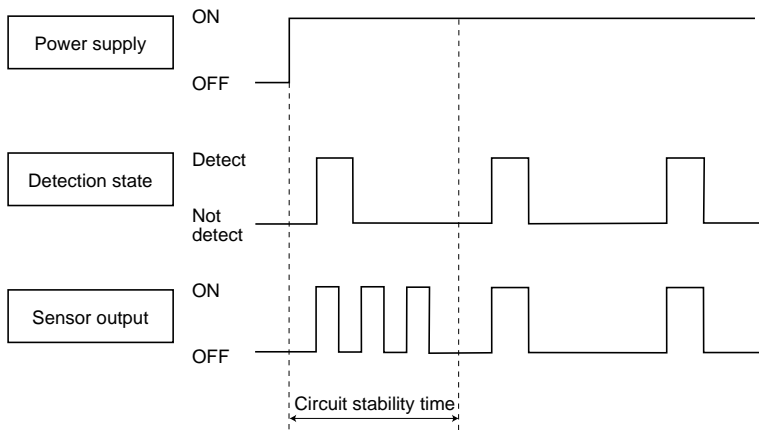 ON
Power supply
OFF
Detect
Detection state
Not
detect
ON
Sensor output
OFF
Circuit stability time